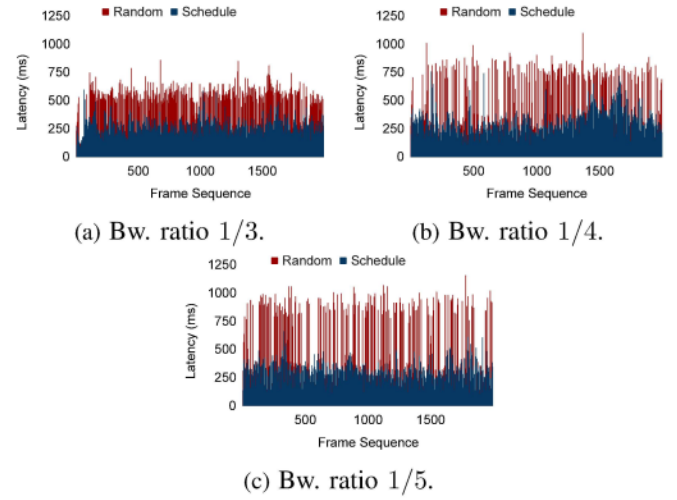 Random Schedule
1250
1000
750
500
250
0
Latency (ms)
500 1000 1500
Frame Sequence
(a) Bw. ratio 1/3.
Random Schedule
1250
1000
750
500
250
0
Latency (ms)
500 1000 1500
Frame Sequence
(b) Bw. ratio 1/4.
Random Schedule
1250
1000
750
500
250
0
Latency (ms)
500 1000 1500
Frame Sequence
(c) Bw. ratio 1/5.